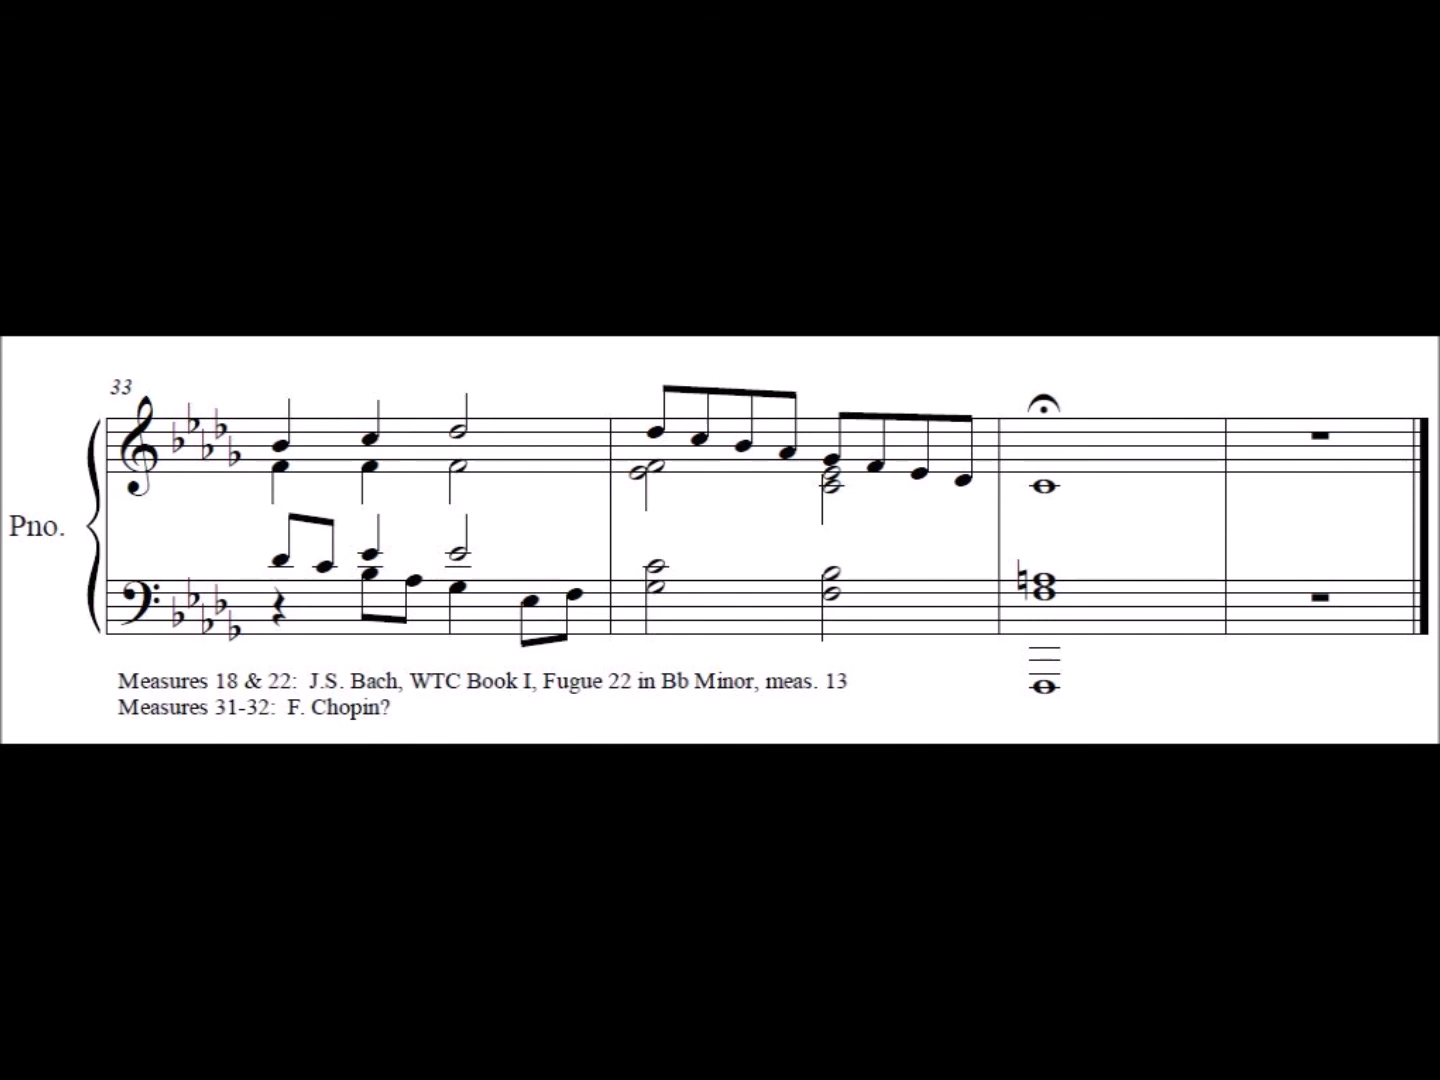 33
Pno.
Measures 18 & 22: J.S. Bach, WTC Book I, Fugue 22 in Bb Minor, meas. 13
Measures 31-32: F. Chopin?